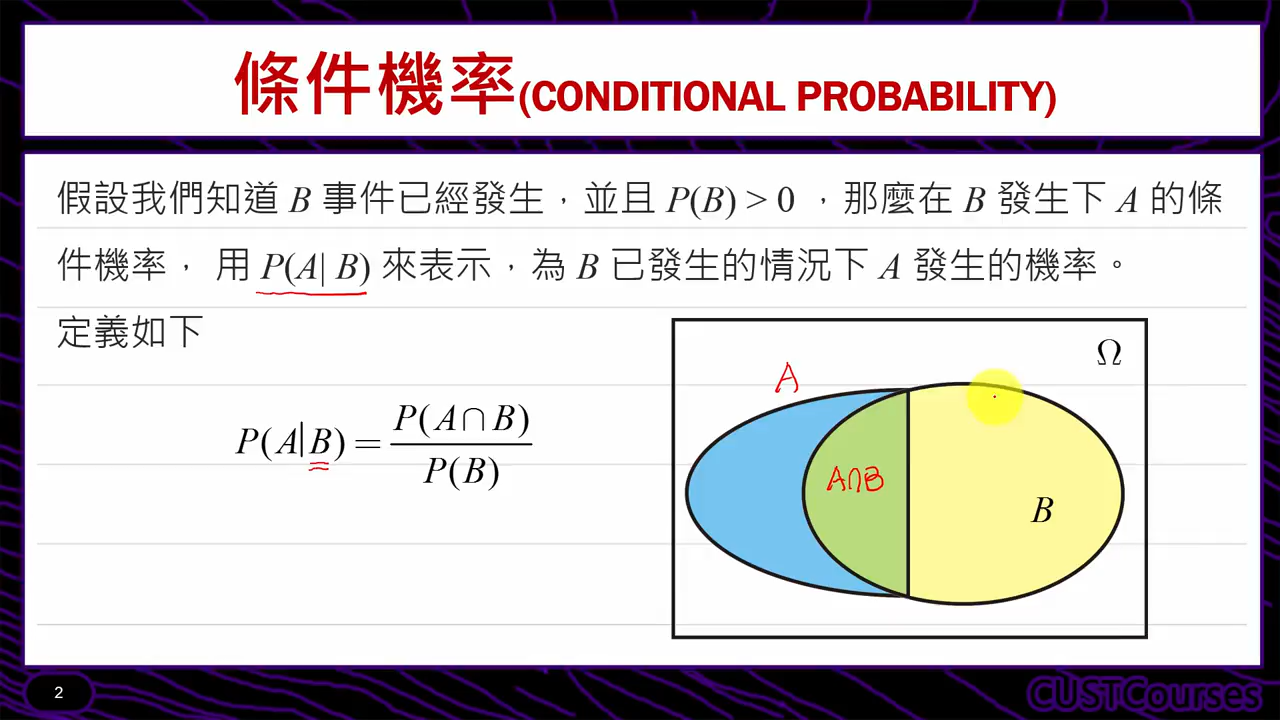 條件機率(CONDITIONAL PROBABILITY)
假設我們知道 B 事件已經發生，並且 P(B) > 0 ，那麼在 B 發生下 A 的條
件機率， 用 P(A| B) 來表示，為 B 已發生的情況下 A 發生的機率。
定義如下
P(A|B) = P(A∩B) / P(B)
Ω
A
A∩B
B
2
CUSTCourses